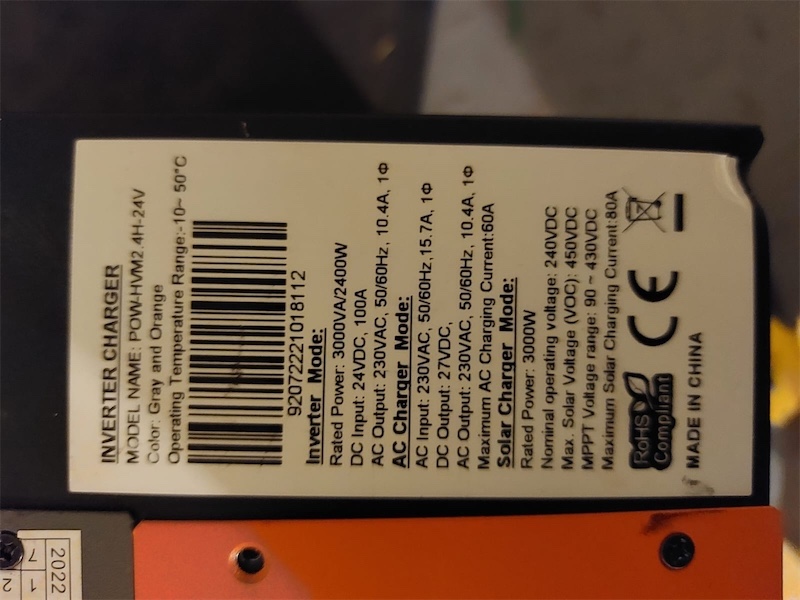 INVERTER CHARGER
MODEL NAME: POW-HVM2.4H-24V
Color: Gray and Orange
Operating Temperature Range:-10~ 50°C
92072221018112
Inverter Mode:
Rated Power: 3000VA/2400W
DC Input: 24VDC, 100A
AC Output: 230VAC, 50/60Hz, 10.4A, 1Φ
AC Charger Mode:
AC Input: 230VAC, 50/60Hz,15.7A, 1Φ
DC Output: 27VDC,
AC Output: 230VAC, 50/60Hz, 10.4A, 1Φ
Maximum AC Charging Current:60A
Solar Charger Mode:
Rated Power: 3000W
Nominal operating voltage: 240VDC
Max. Solar Voltage (VOC): 450VDC
MPPT Voltage range: 90 ~ 430VDC
Maximum Solar Charging Current:80A
RoHS
Compliant
CE
MADE IN CHINA
2022
1
7
2